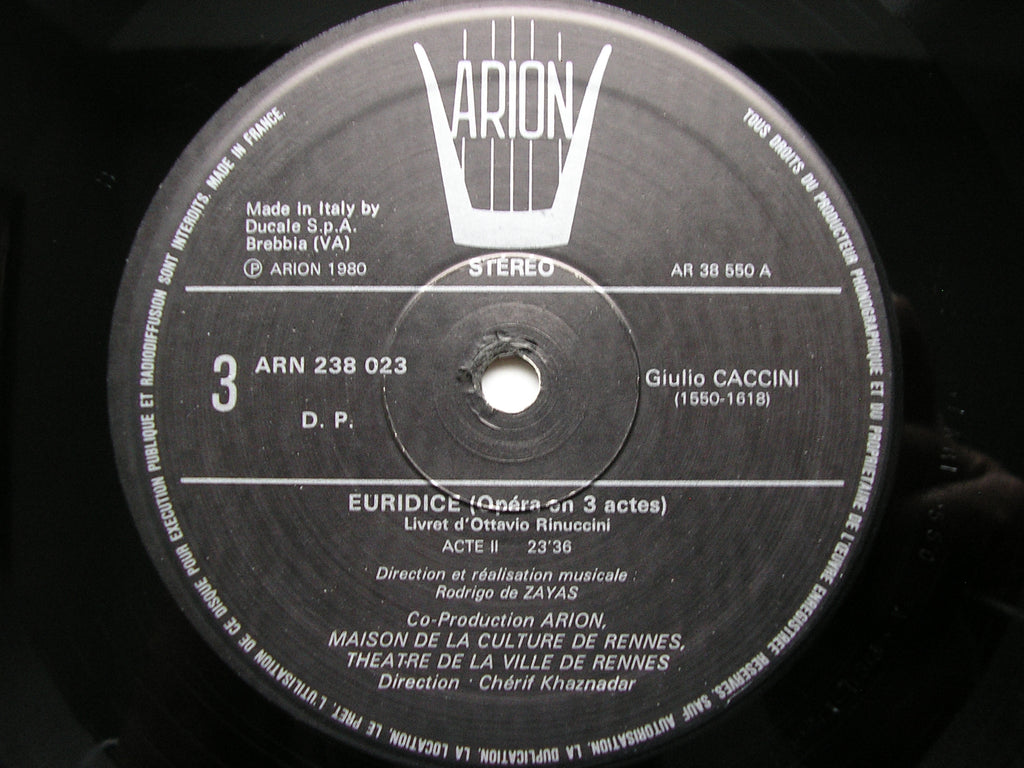 ARION
Made in Italy by
Ducale S.p.A.
Brebbia (VA)
Ⓟ ARION 1980
STÉRÉO
AR 38 550 A
3
ARN 238 023
D. P.
Giulio CACCINI
(1550-1618)
EURIDICE (Opéra en 3 actes)
Livret d'Ottavio Rinuccini
ACTE II 23'36
Direction et réalisation musicale :
Rodrigo de ZAYAS
Co-Production ARION,
MAISON DE LA CULTURE DE RENNES,
THEATRE DE LA VILLE DE RENNES
Direction : Chérif Khaznadar
TOUS DROITS DU PRODUCTEUR PHONOGRAPHIQUE ET DU PROPRIETAIRE DE L'ŒUVRE ENREGISTREE RESERVES. SAUF AUTORISATION, LA DUPLICATION, LA LOCATION, LE PRET, L'UTILISATION DE CE DISQUE POUR EXECUTION PUBLIQUE ET RADIODIFFUSION SONT INTERDITS. MADE IN FRANCE.